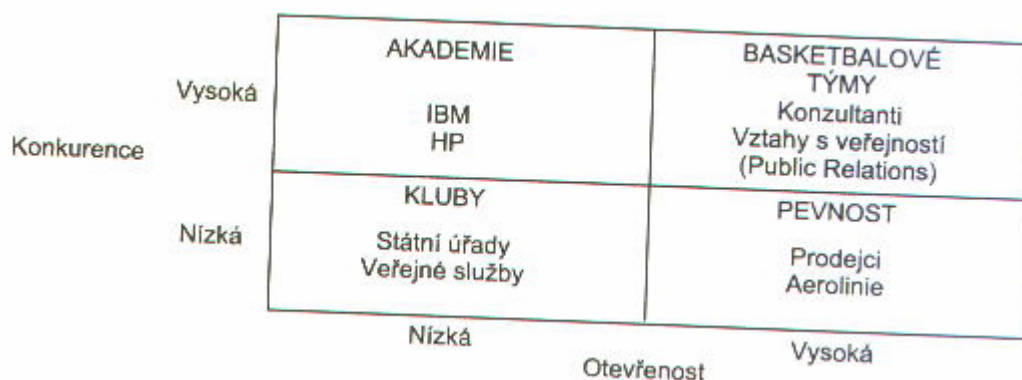 AKADEMIE
BASKETBALOVÉ
TÝMY
Vysoká
IBM
HP
Konzultanti
Vztahy s veřejností
(Public Relations)
Konkurence
KLUBY
PEVNOST
Nízká
Státní úřady
Veřejné služby
Prodejci
Aerolinie
Nízká
Vysoká
Otevřenost